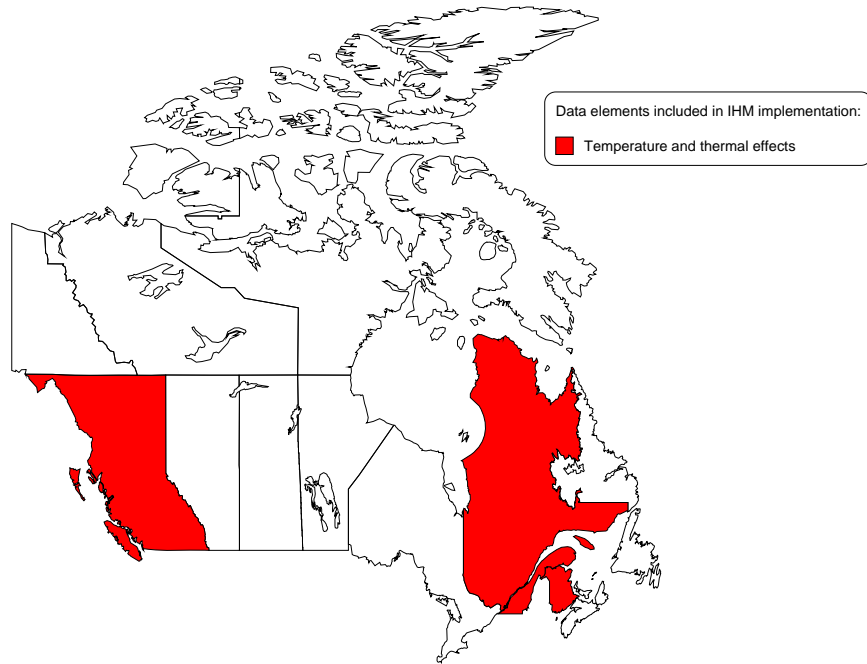 Data elements included in IHM implementation:
Temperature and thermal effects